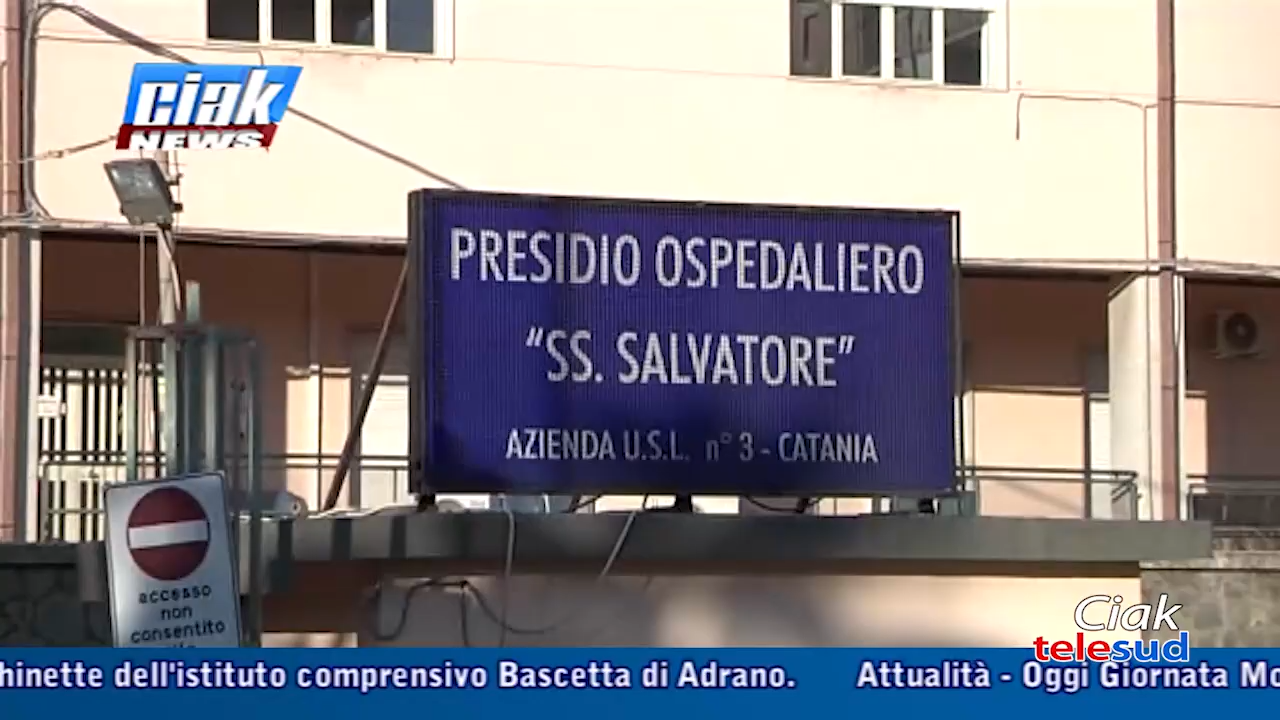 ciak
NEWS
PRESIDIO OSPEDALIERO
"SS. SALVATORE"
AZIENDA U.S.L. n° 3 - CATANIA
accesso
non
consentito
Ciak
telesud
hinette dell'istituto comprensivo Bascetta di Adrano. Attualità - Oggi Giornata Mo